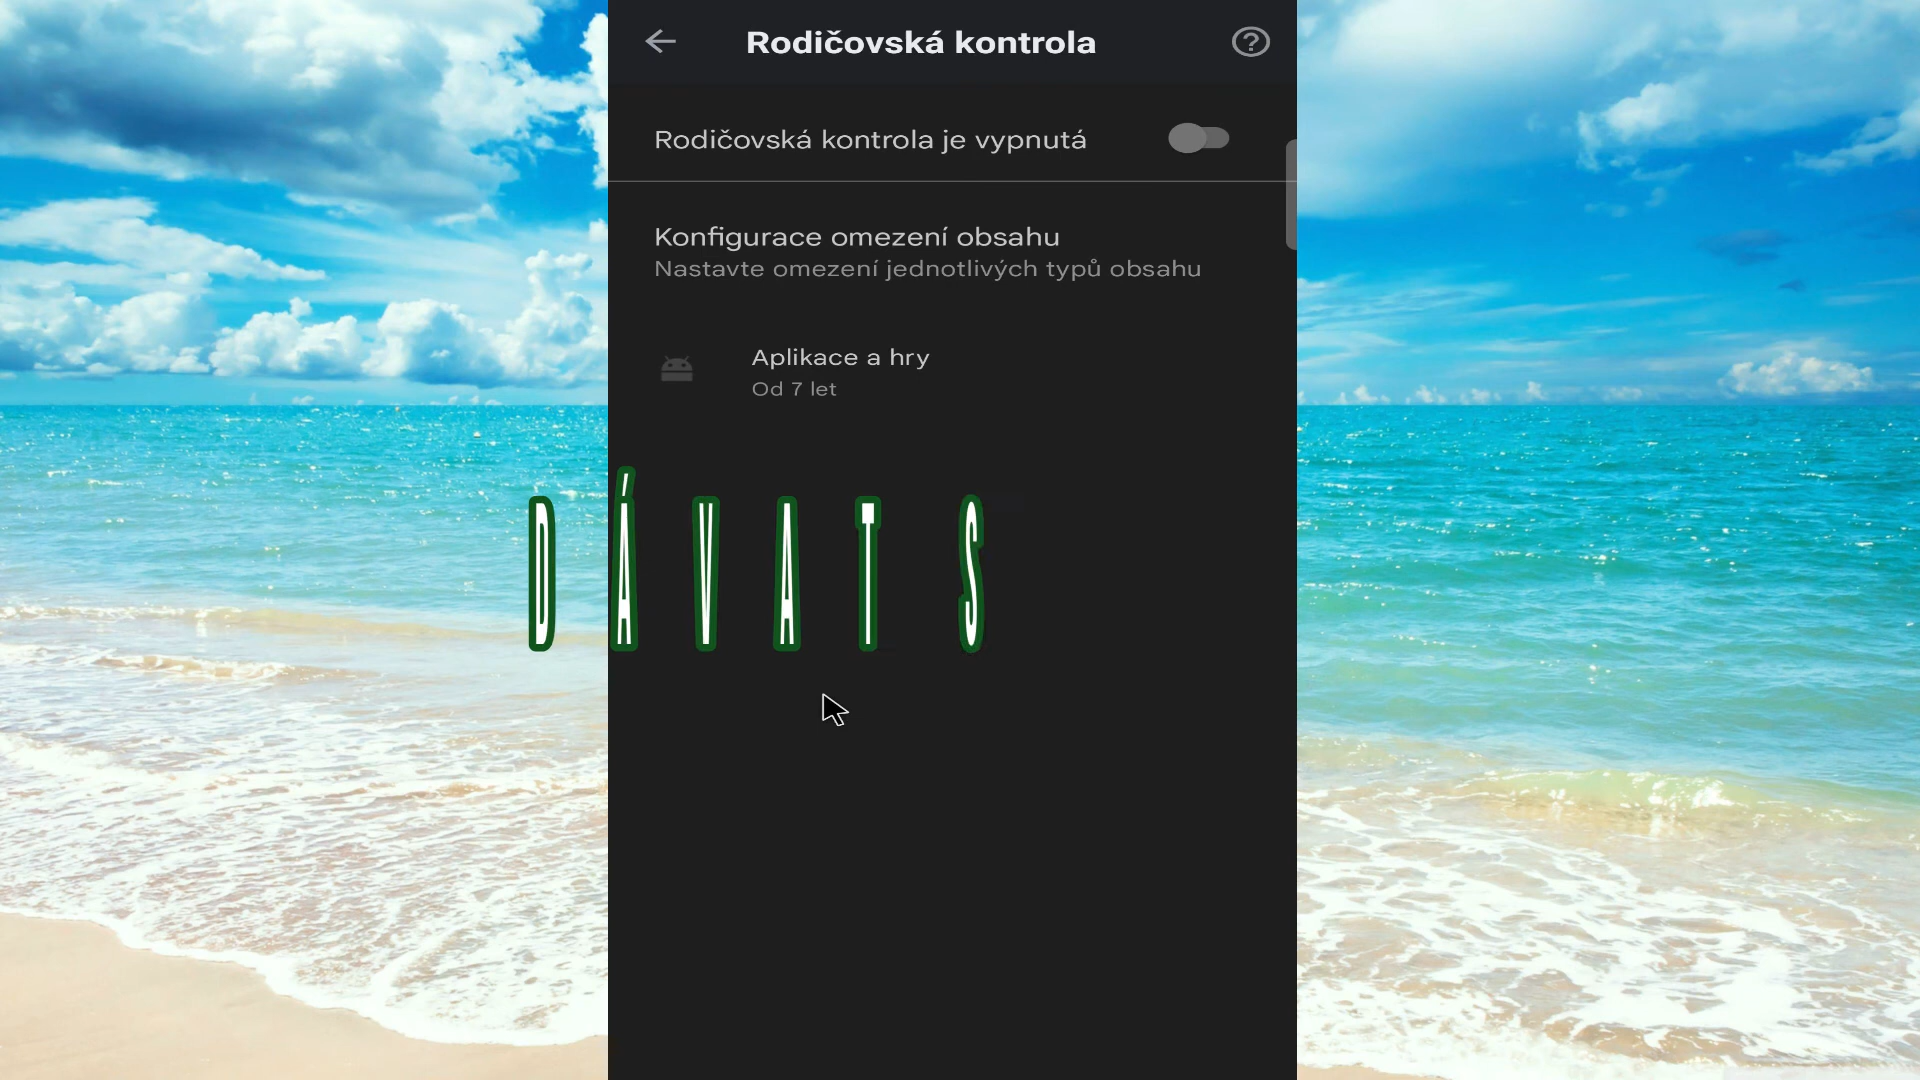 Rodičovská kontrola
Rodičovská kontrola je vypnutá
Konfigurace omezení obsahu
Nastavte omezení jednotlivých typů obsahu
Aplikace a hry
Od 7 let
DÁVAT S